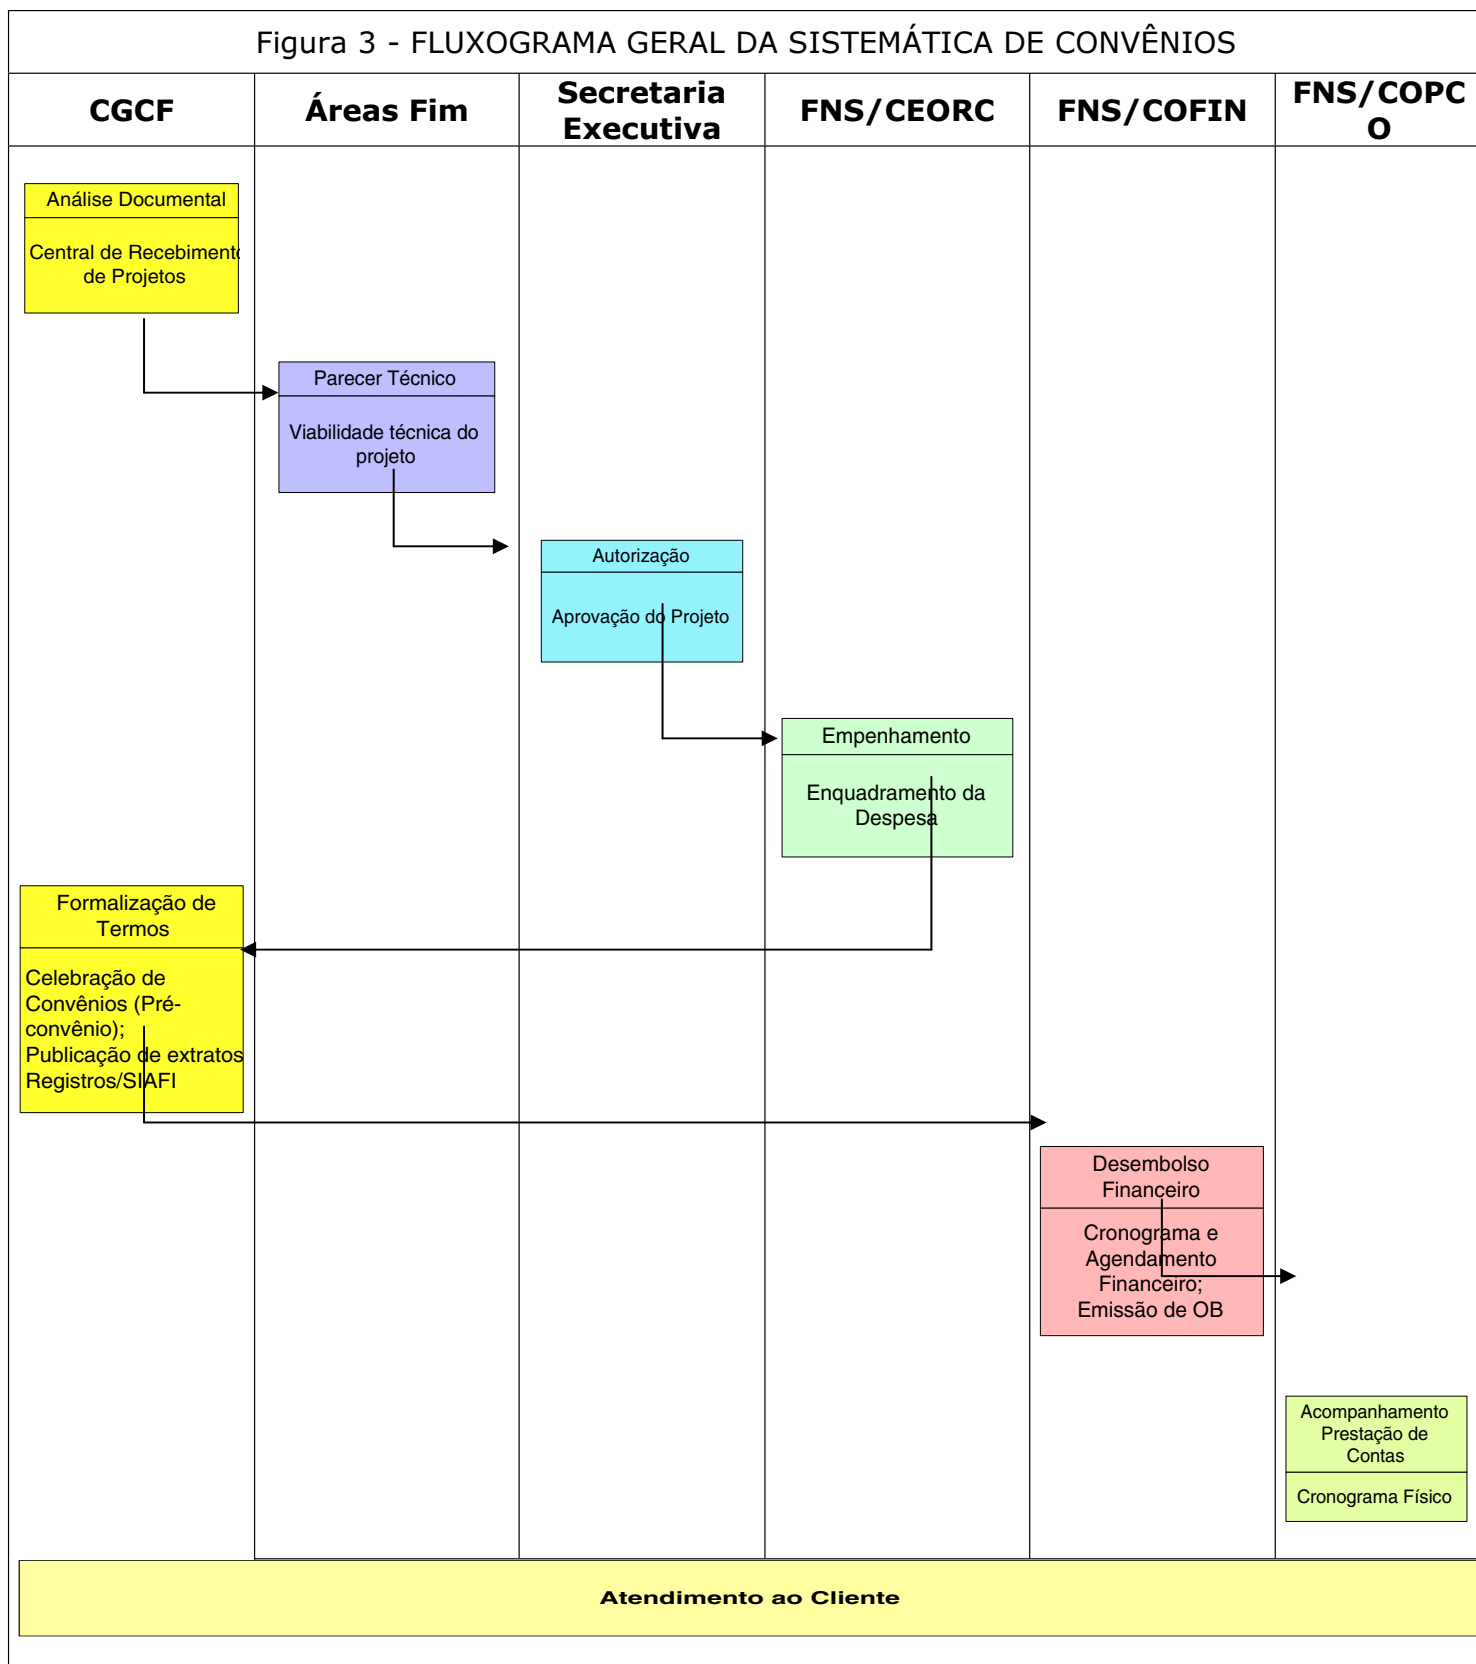 Figura 3 - FLUXOGRAMA GERAL DA SISTEMÁTICA DE CONVÊNIOS
CGCF
Áreas Fim
Secretaria
Executiva
FNS/CEORC
FNS/COFIN
FNS/COPC
O
Análise Documental
Central de Recebimento
de Projetos
Parecer Técnico
Viabilidade técnica do
projeto
Autorização
Aprovação do Projeto
Empenhamento
Enquadramento da
Despesa
Formalização de
Termos
Celebração de
Convênios (Pré-
convênio);
Publicação de extratos
Registros/SIAFI
Desembolso
Financeiro
Cronograma e
Agendamento
Financeiro;
Emissão de OB
Acompanhamento
Prestação de
Contas
Cronograma Físico
Atendimento ao Cliente